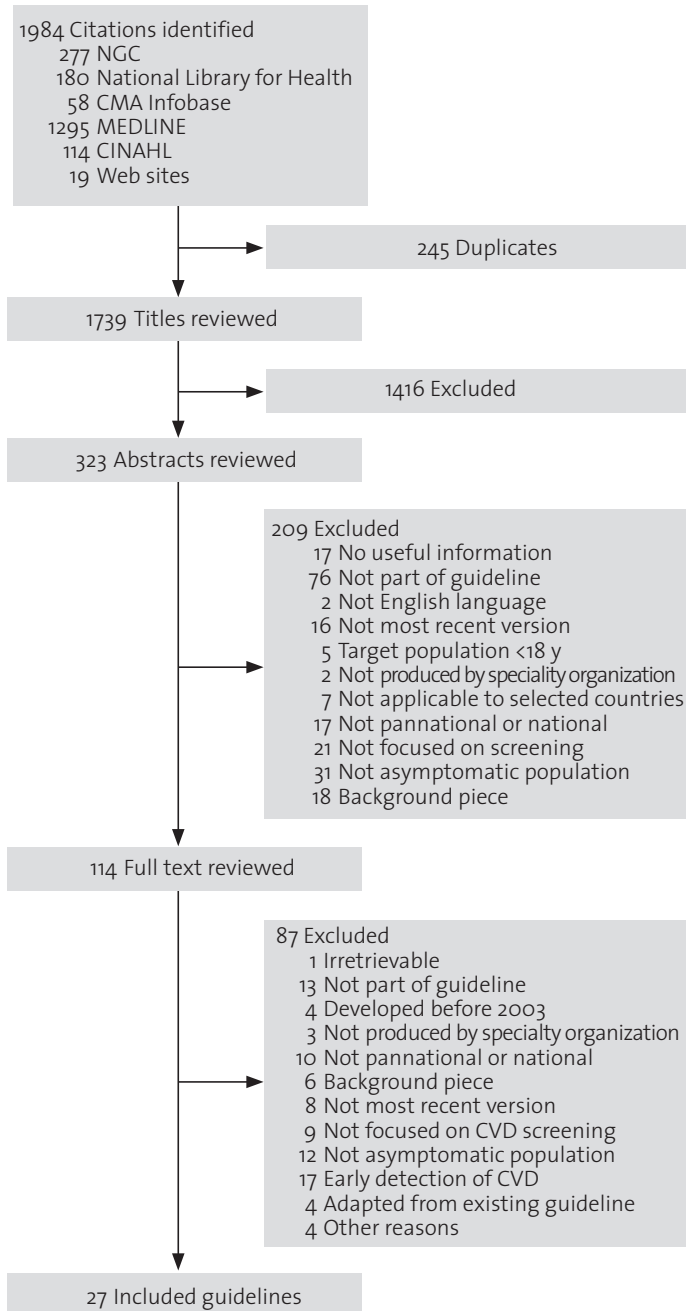 1984 Citations identified
277 NGC
180 National Library for Health
58 CMA Infobase
1295 MEDLINE
114 CINAHL
19 Web sites
245 Duplicates
1739 Titles reviewed
1416 Excluded
323 Abstracts reviewed
209 Excluded
17 No useful information
76 Not part of guideline
2 Not English language
16 Not most recent version
5 Target population <18 y
2 Not produced by speciality organization
7 Not applicable to selected countries
17 Not pannational or national
21 Not focused on screening
31 Not asymptomatic population
18 Background piece
114 Full text reviewed
87 Excluded
1 Irretrievable
13 Not part of guideline
4 Developed before 2003
3 Not produced by specialty organization
10 Not pannational or national
6 Background piece
8 Not most recent version
9 Not focused on CVD screening
12 Not asymptomatic population
17 Early detection of CVD
4 Adapted from existing guideline
4 Other reasons
27 Included guidelines